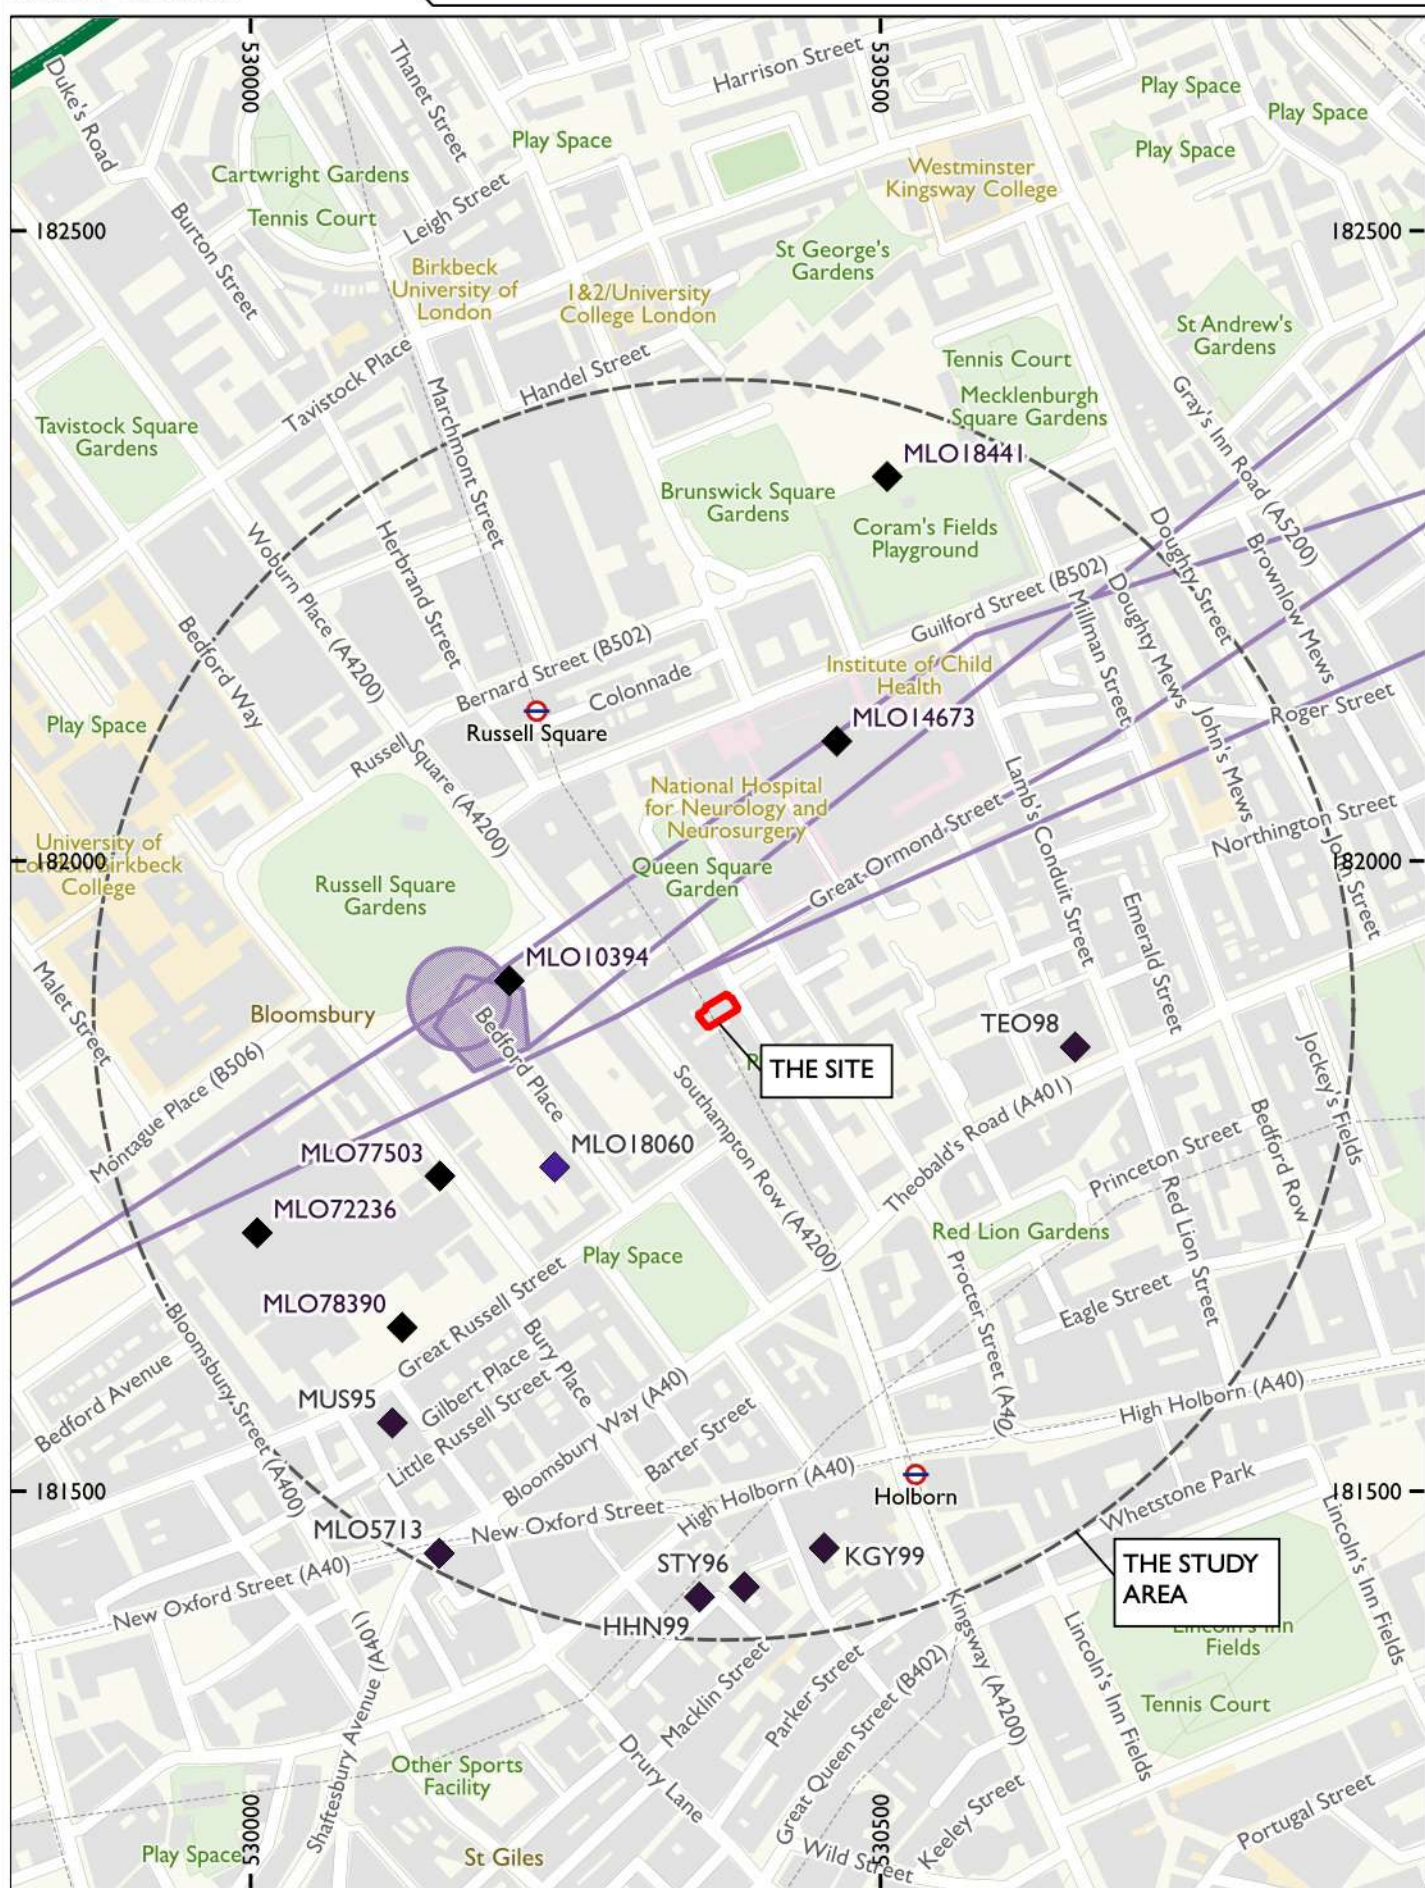 530000
530500
Duke's Road
Thanet Street
Harrison Street
Play Space
Play Space
Play Space
Play Space
Cartwright Gardens
Tennis Court
Leigh Street
Westminster
Kingsway College
182500
182500
Burton Street
Birkbeck
University of
London
1&2/University
College London
St George's
Gardens
St Andrew's
Gardens
Tennis Court
Mecklenburgh
Square Gardens
Handel Street
Tavistock Place
Marchmont Street
Gray's Inn Road (A5200)
Tavistock Square
Gardens
MLO18441
Brunswick Square
Gardens
Coram's Fields
Playground
Woburn Place (A4200)
Herbrand Street
Doughty Street
Brownlow Mews
Guilford Street (B502)
Millman Street
Doughty Mews
Bedford Way
Bernard Street (B502)
Colonnade
Institute of Child
Health
Play Space
Russell Square
MLO14673
Roger Street
John's Mews
Russell Square (A4200)
Lamb's Conduit Street
National Hospital
for Neurology and
Neurosurgery
Great Ormond Street
Northington Street
John Street
University of
London Birkbeck
College
182000
182000
Russell Square
Gardens
Queen Square
Garden
Emerald Street
Malet Street
MLO10394
Bloomsbury
Bedford Place
TEO98
THE SITE
Jockey's Fields
Montague Place (B506)
Southampton Row (A4200)
Theobald's Road (A401)
Bedford Row
Princeton Street
MLO77503
MLO18060
MLO72236
Red Lion Street
Red Lion Gardens
Play Space
Procter Street (A40
Eagle Street
MLO78390
Great Russell Street
Bury Place
Gilbert Place
Little Russell Street
Bedford Avenue
Bloomsbury Street (A400)
MUS95
Bloomsbury Way (A40)
Barter Street
High Holborn (A40)
High Holborn (A40)
181500
181500
Holborn
Whetstone Park
New Oxford Street
MLO5713
New Oxford Street (A40)
STY96
KGY99
HHN99
THE STUDY
AREA
Lincoln's Inn
Fields
Lincoln's Inn Fields
Lincoln's Inn Fields
Tennis Court
Kingsway (A4200)
Macklin Street
Parker Street
Great Queen Street (B402)
Shaftesbury Avenue (A401)
Other Sports
Facility
Drury Lane
Keeley Street
Portugal Street
Play Space
St Giles
Wild Street
530000
530500